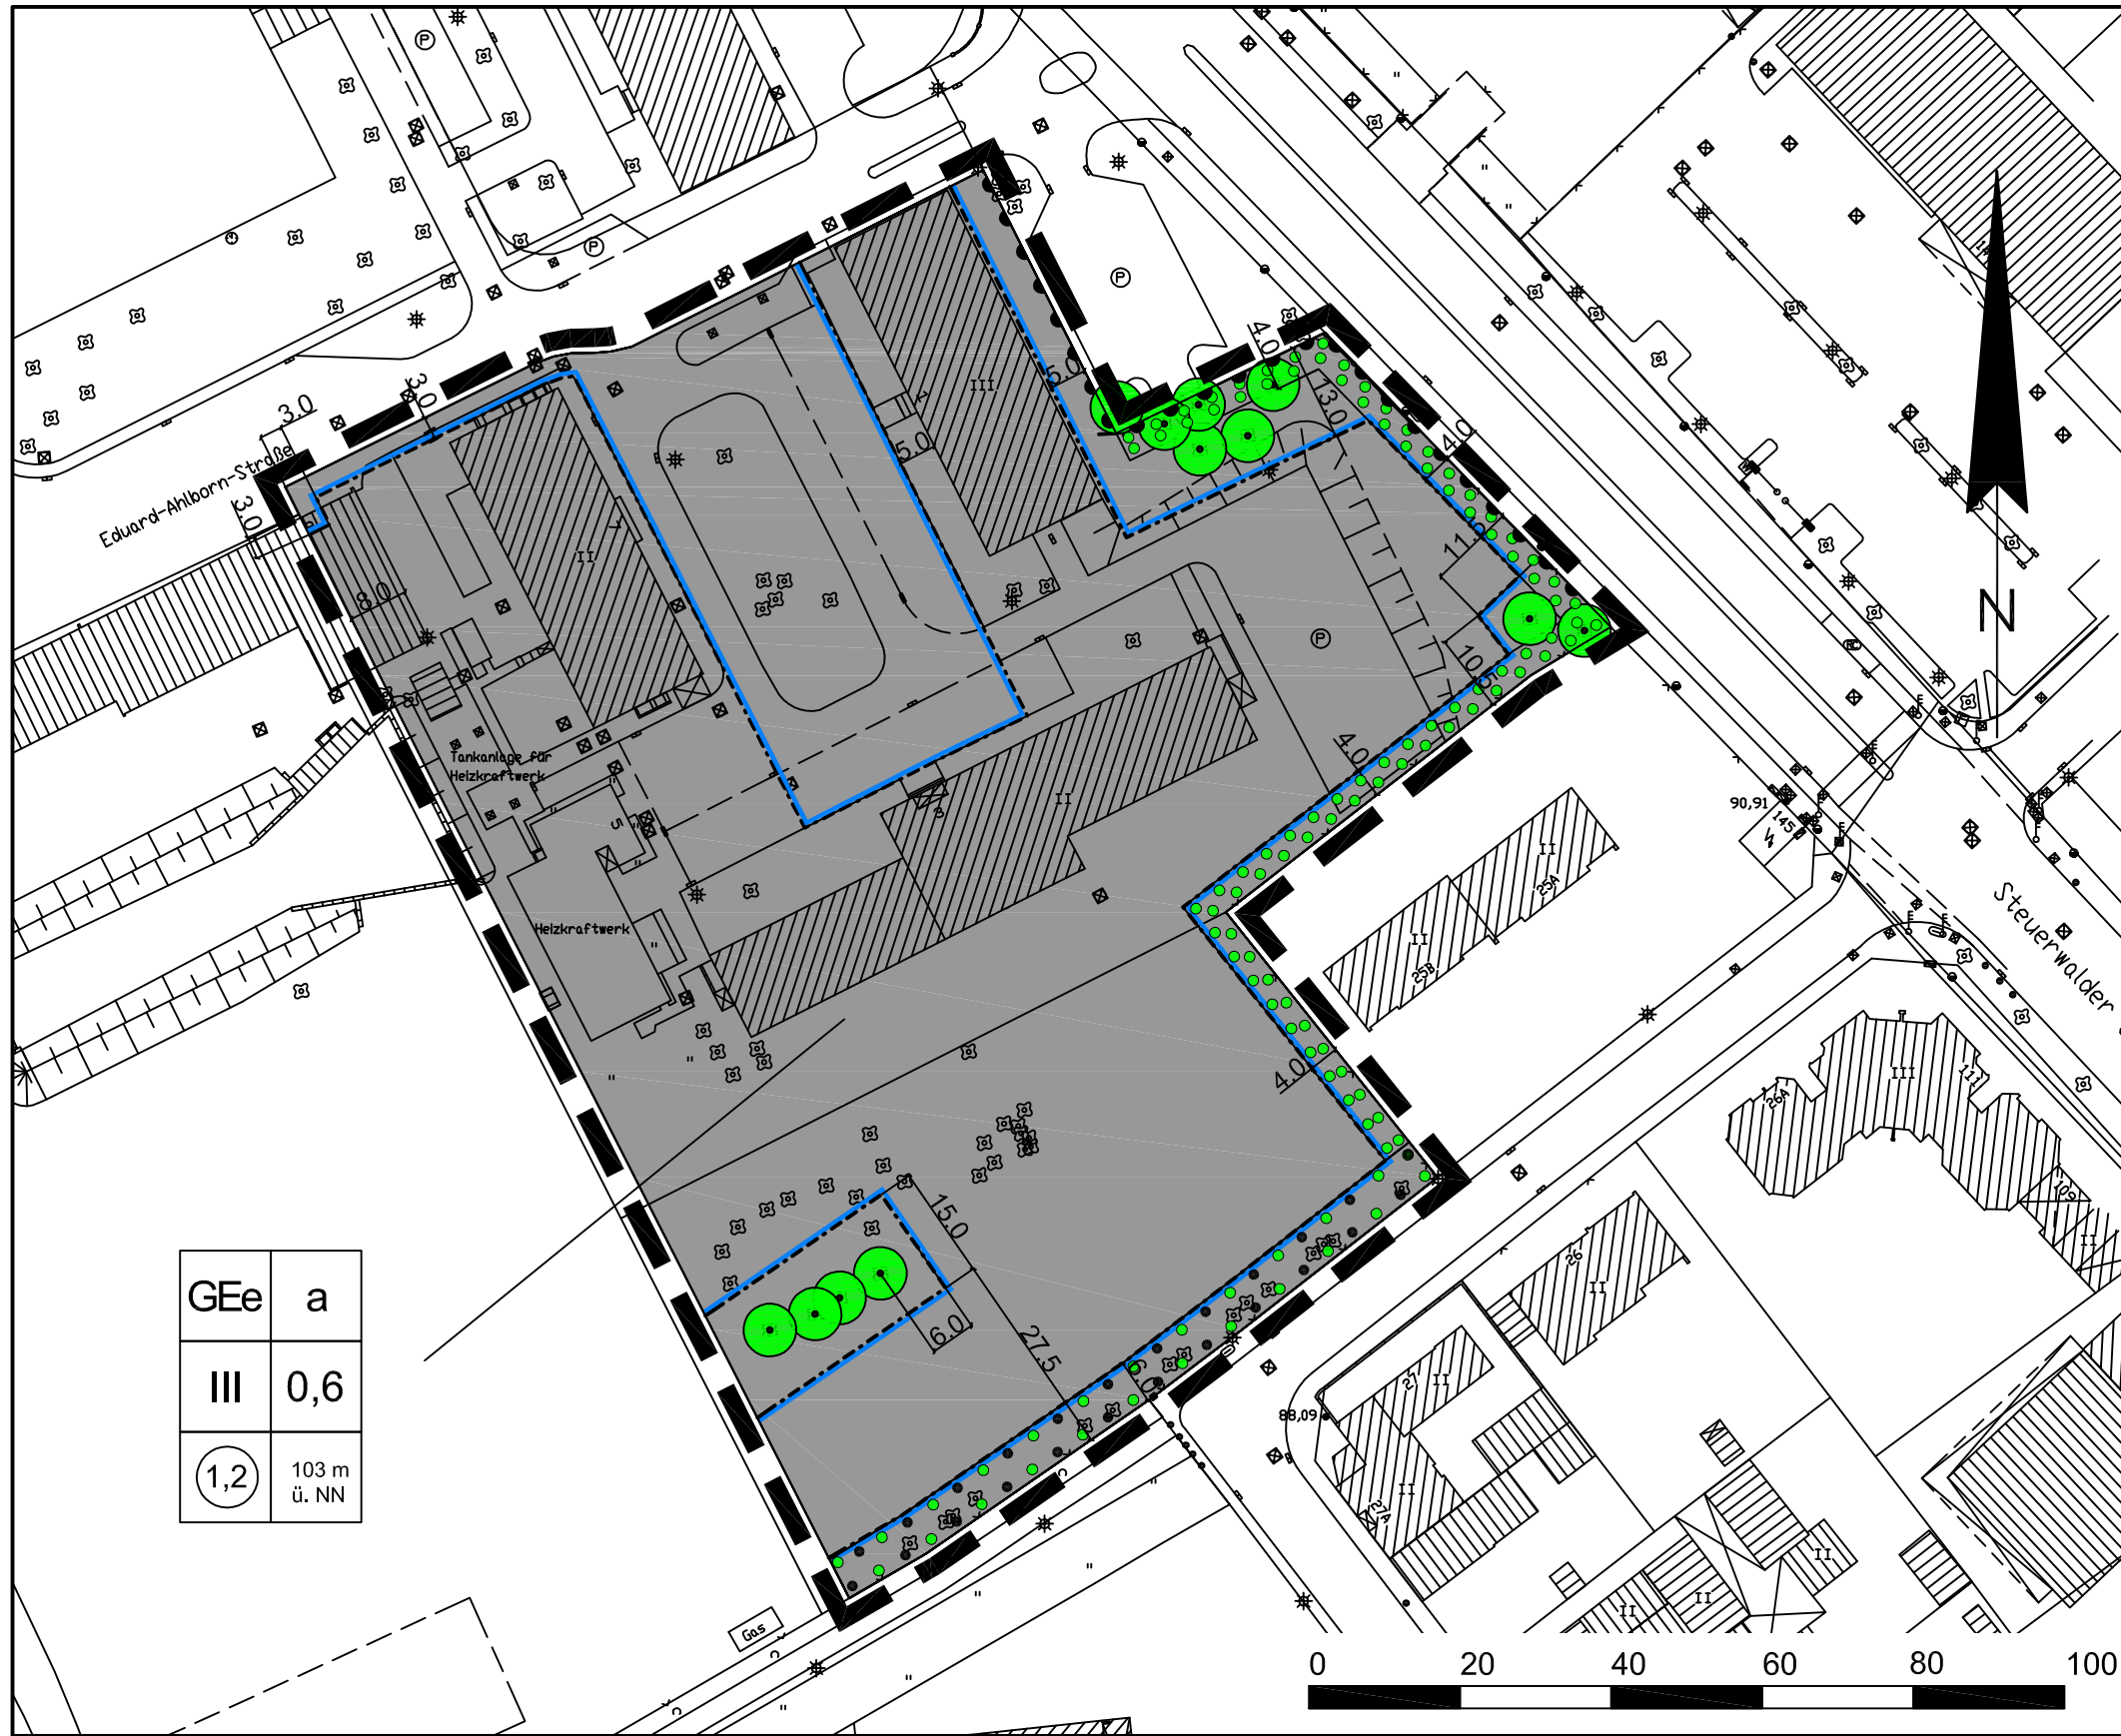 P
P
P
P
Eduard-Ahlborn-Straße
3.0
3.0
3.0
8.0
5.0
5.0
4.0
13.0
4.0
III
1
II
7
Tankanlage für
Heizkraftwerk
5
Heizkraftwerk
II
3
4.0
4.0
15.0
6.0
27.5
II
25A
II
25B
90,91
145
Steuerwalder
III
111
26A
109
II
26
II
27
II
II
27A
88,09
II
II
II
Gas
N
GEe
a
III
0,6
1,2
103 m
ü. NN
0
20
40
60
80
100